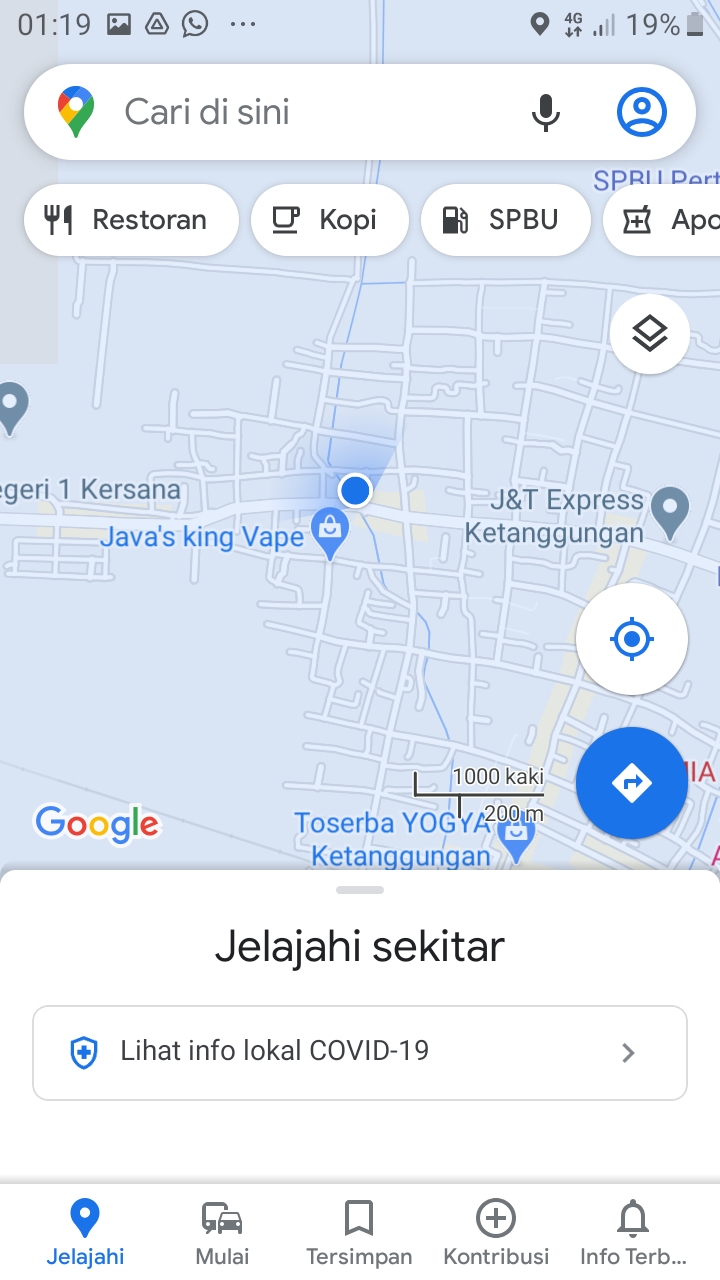 01:19
4G
19%
Cari di sini
SPBU Pert
Restoran
Kopi
SPBU
Apo
egeri 1 Kersana
J&T Express
Ketanggungan
Java's king Vape
1000 kaki
200 m
MIA
Google
Toserba YOGYA
Ketanggungan
Jelajahi sekitar
Lihat info lokal COVID-19
Jelajahi
Mulai
Tersimpan
Kontribusi
Info Terb...